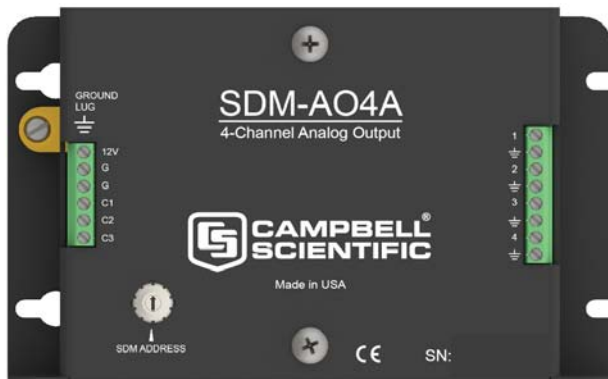 GROUND
LUG
SDM-AO4A
4-Channel Analog Output
12V
G
G
C1
C2
C3
1
2
3
4
CAMPBELL®
SCIENTIFIC
Made in USA
SDM ADDRESS
CE
SN: